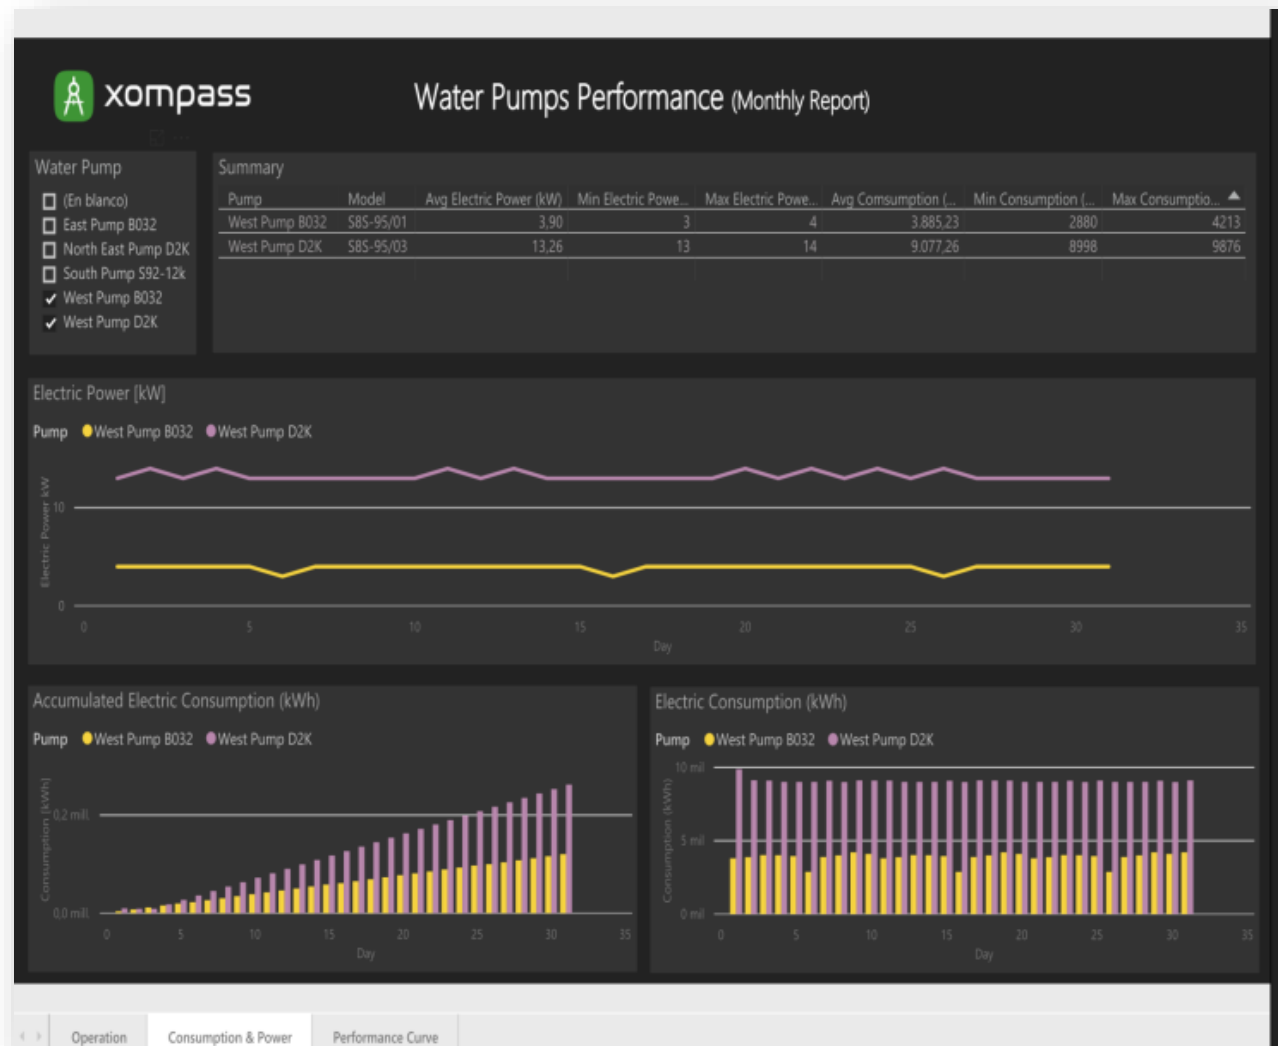 xompass
Water Pumps Performance (Monthly Report)
Water Pump
(En blanco)
East Pump B032
North East Pump D2K
South Pump S92-12k
West Pump B032
West Pump D2K
Summary
Pump Model Avg Electric Power (kW) Min Electric Powe... Max Electric Powe... Avg Comsumption (... Min Consumption (... Max Consumptio...
West Pump B032 S8S-95/01 3,90 3 4 3.885,23 2880 4213
West Pump D2K S8S-95/03 13,26 13 14 9.077,26 8998 9876
Electric Power [kW]
Pump West Pump B032 West Pump D2K
Electric Power kW
10
0
0 5 10 15 20 25 30 35
Day
Accumulated Electric Consumption (kWh)
Pump West Pump B032 West Pump D2K
Consumption [kWh]
0,2 mill.
0,0 mill.
0 5 10 15 20 25 30 35
Day
Electric Consumption (kWh)
Pump West Pump B032 West Pump D2K
Consumption (kWh)
10 mil
5 mil
0 mil
0 5 10 15 20 25 30 35
Day
Operation Consumption & Power Performance Curve